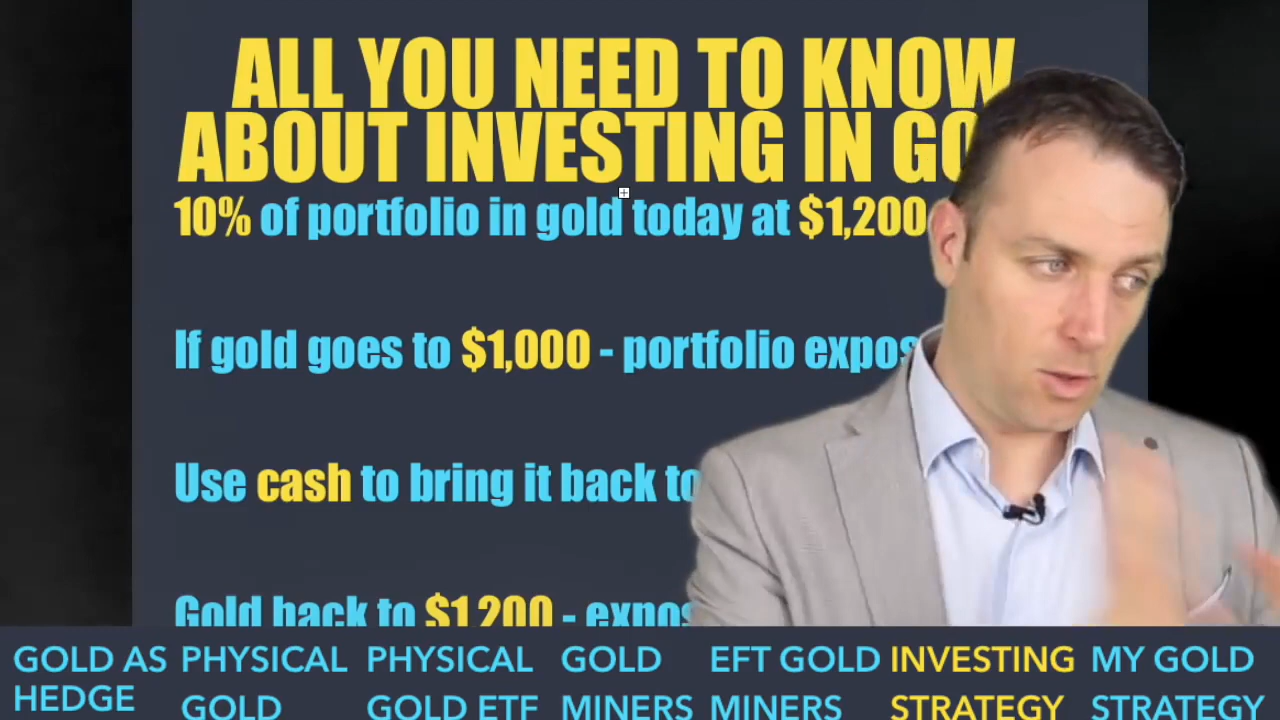 ALL YOU NEED TO KNOW
ABOUT INVESTING IN GO
10% of portfolio in gold today at $1,200
If gold goes to $1,000 - portfolio expos
Use cash to bring it back to
Gold back to $1 200 - expos
GOLD AS HEDGE
PHYSICAL GOLD
PHYSICAL GOLD ETF
GOLD MINERS
EFT GOLD MINERS
INVESTING STRATEGY
MY GOLD STRATEGY